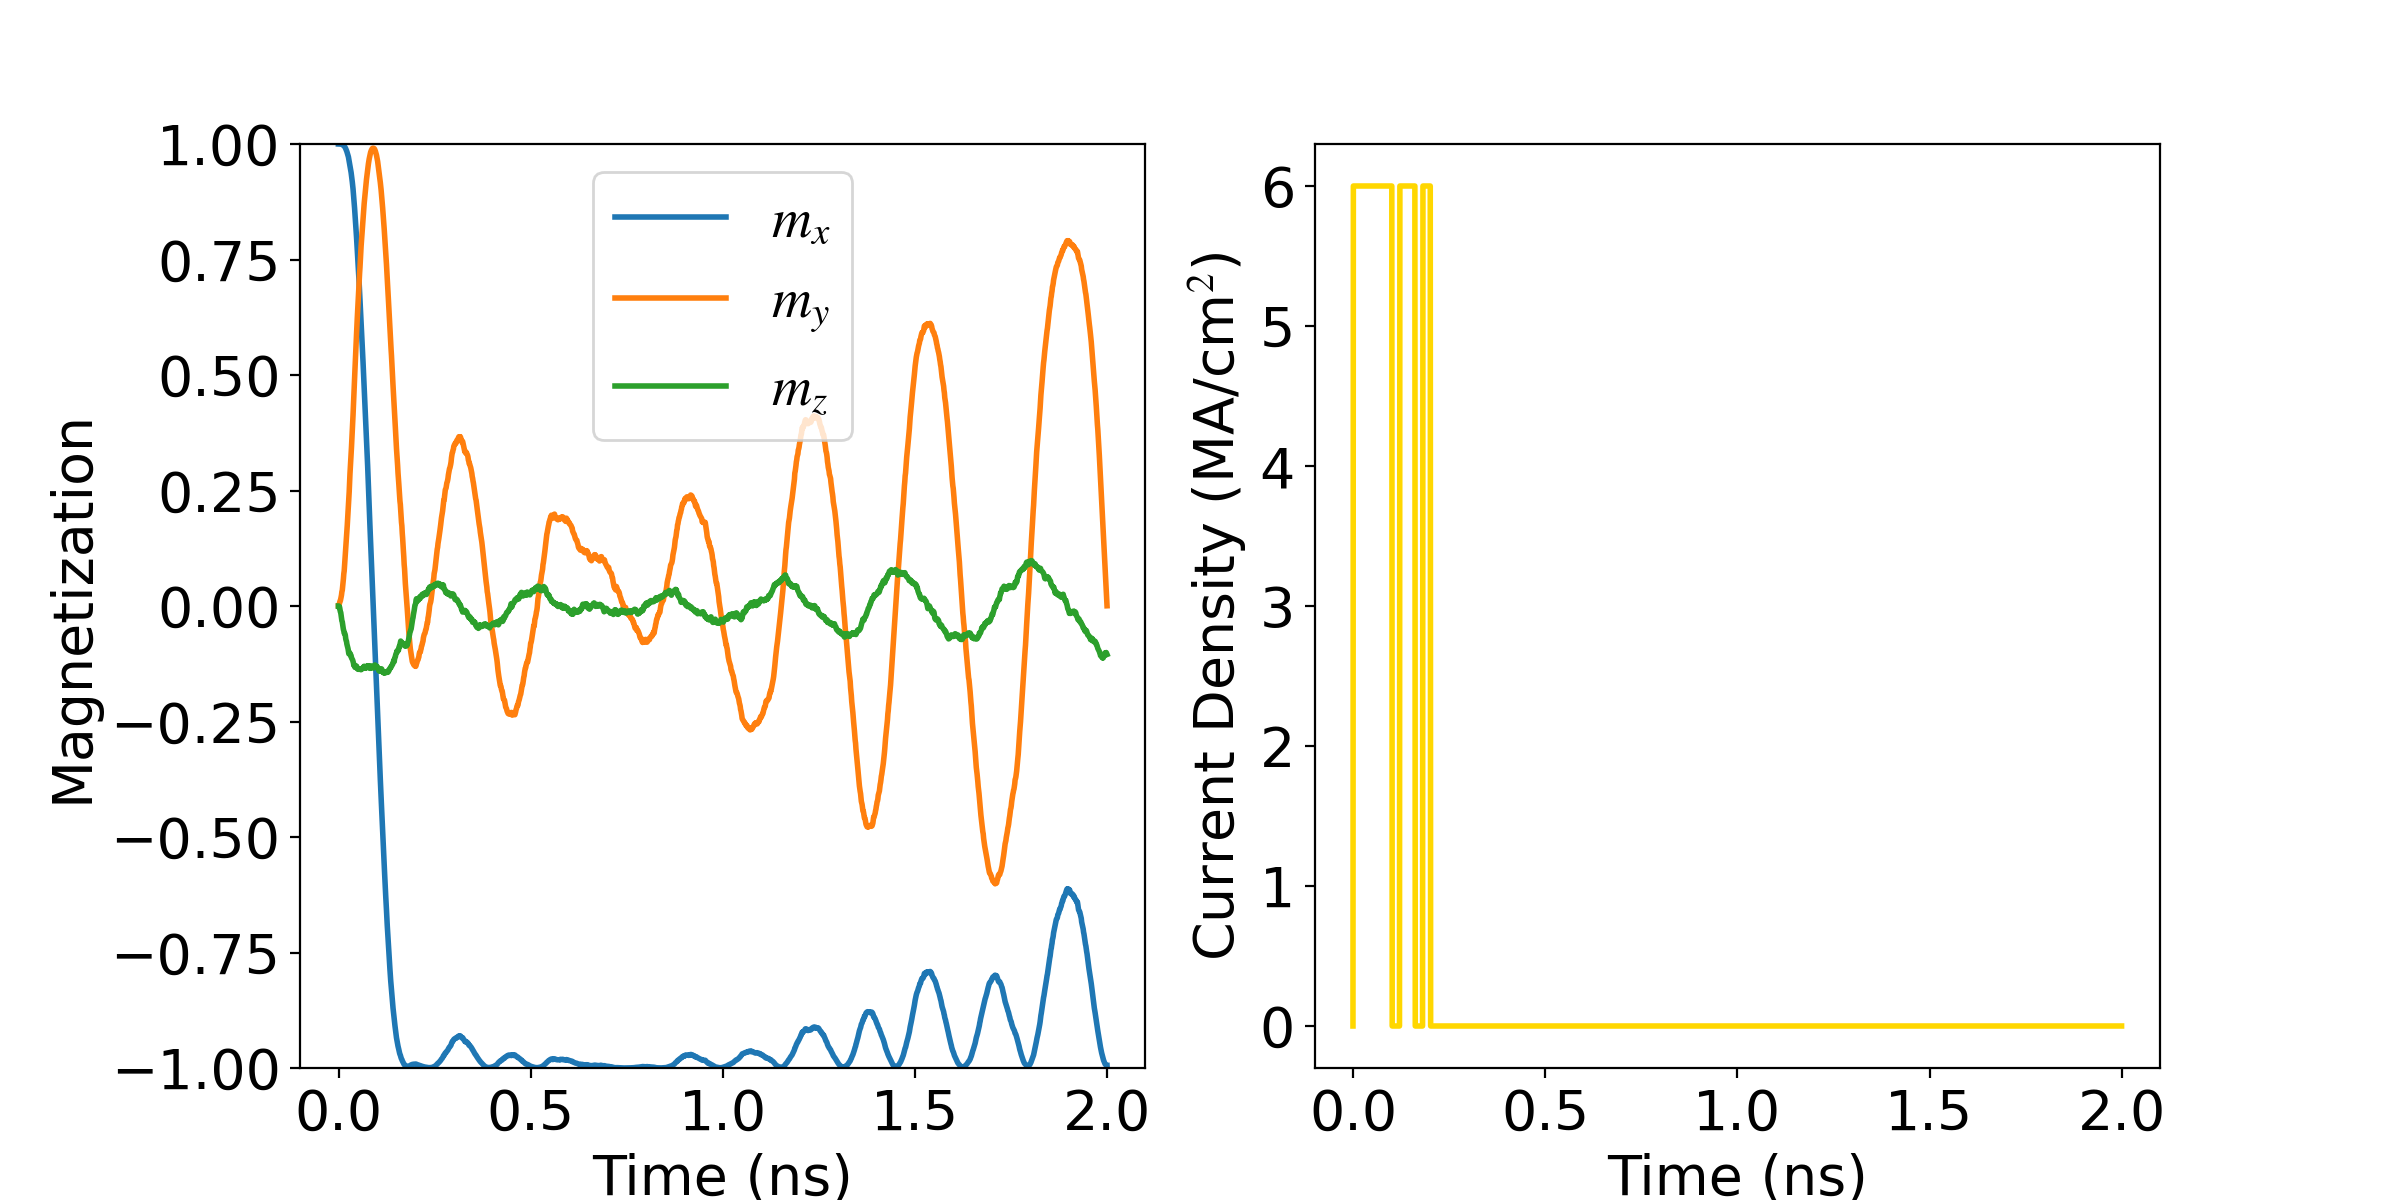 Magnetization
1.00
0.75
0.50
0.25
0.00
−0.25
−0.50
−0.75
−1.00
m_x
m_y
m_z
0.0 0.5 1.0 1.5 2.0
Time (ns)
Current Density (MA/cm²)
6
5
4
3
2
1
0
0.0 0.5 1.0 1.5 2.0
Time (ns)